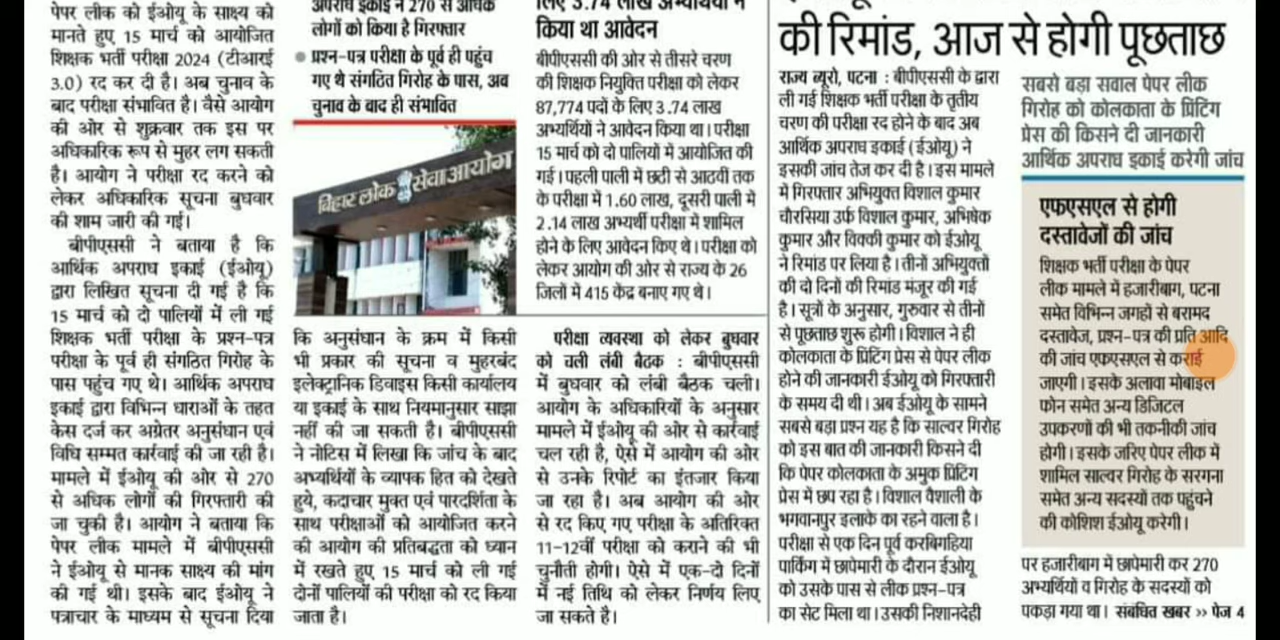 पेपर लीक को ईओयू के साक्ष्य को
मानते हुए 15 मार्च को आयोजित
शिक्षक भर्ती परीक्षा 2024 (टीआरई
3.0) रद कर दी है। अब चुनाव के
बाद परीक्षा संभावित है। वैसे आयोग
की ओर से शुक्रवार तक इस पर
अधिकारिक रूप से मुहर लग सकती
है। आयोग ने परीक्षा रद करने को
लेकर अधिकारिक सूचना बुधवार
की शाम जारी की गई।
बीपीएससी ने बताया है कि
आर्थिक अपराध इकाई (ईओयू)
द्वारा लिखित सूचना दी गई है कि
15 मार्च को दो पालियों में ली गई
शिक्षक भर्ती परीक्षा के प्रश्न-पत्र
परीक्षा के पूर्व ही संगठित गिरोह के
पास पहुंच गए थे। आर्थिक अपराध
इकाई द्वारा विभिन्न धाराओं के तहत
केस दर्ज कर अग्रेतर अनुसंधान एवं
विधि सम्मत कार्रवाई की जा रही है।
मामले में ईओयू की ओर से 270
से अधिक लोगों की गिरफ्तारी की
जा चुकी है। आयोग ने बताया कि
पेपर लीक मामले में बीपीएससी
ने ईओयू से मानक साक्ष्य की मांग
की गई थी। इसके बाद ईओयू ने
पत्राचार के माध्यम से सूचना दिया
अपराध इकाई ने 270 से अधिक
लोगों को किया है गिरफ्तार
● प्रश्न-पत्र परीक्षा के पूर्व ही पहुंच
गए थे संगठित गिरोह के पास, अब
चुनाव के बाद ही संभावित
बिहार लोक सेवा आयोग
कि अनुसंधान के क्रम में किसी
भी प्रकार की सूचना व मुहरबंद
इलेक्ट्रानिक डिवाइस किसी कार्यालय
या इकाई के साथ नियमानुसार साझा
नहीं की जा सकती है। बीपीएससी
ने नोटिस में लिखा कि जांच के बाद
अभ्यर्थियों के व्यापक हित को देखते
हुये, कदाचार मुक्त एवं पारदर्शिता के
साथ परीक्षाओं को आयोजित करने
की आयोग की प्रतिबद्धता को ध्यान
में रखते हुए 15 मार्च को ली गई
दोनों पालियों की परीक्षा को रद किया
जाता है।
लिए 3.74 लाख अभ्यर्थियों ने
किया था आवेदन
बीपीएससी की ओर से तीसरे चरण
की शिक्षक नियुक्ति परीक्षा को लेकर
87,774 पदों के लिए 3.74 लाख
अभ्यर्थियों ने आवेदन किया था। परीक्षा
15 मार्च को दो पालियों में आयोजित की
गई। पहली पाली में छठी से आठवीं तक
के परीक्षा में 1.60 लाख, दूसरी पाली में
2.14 लाख अभ्यर्थी परीक्षा में शामिल
होने के लिए आवेदन किए थे। परीक्षा को
लेकर आयोग की ओर से राज्य के 26
जिलों में 415 केंद्र बनाए गए थे।
परीक्षा व्यवस्था को लेकर बुधवार
को चली लंबी बैठक : बीपीएससी
में बुधवार को लंबी बैठक चली।
आयोग के अधिकारियों के अनुसार
मामले में ईओयू की ओर से कार्रवाई
चल रही है, ऐसे में आयोग की ओर
से उनके रिपोर्ट का इंतजार किया
जा रहा है। अब आयोग की ओर
से रद किए गए परीक्षा के अतिरिक्त
11-12वीं परीक्षा को कराने की भी
चुनौती होगी। ऐसे में एक-दो दिनों
में नई तिथि को लेकर निर्णय लिए
जा सकते है।
की रिमांड, आज से होगी पूछताछ
राज्य ब्यूरो, पटना : बीपीएससी के द्वारा
ली गई शिक्षक भर्ती परीक्षा के तृतीय
चरण की परीक्षा रद होने के बाद अब
आर्थिक अपराध इकाई (ईओयू) ने
इसकी जांच तेज कर दी है। इस मामले
में गिरफ्तार अभियुक्त विशाल कुमार
चौरसिया उर्फ विशाल कुमार, अभिषेक
कुमार और विक्की कुमार को ईओयू
ने रिमांड पर लिया है। तीनों अभियुक्तों
की दो दिनों की रिमांड मंजूर की गई
है। सूत्रों के अनुसार, गुरुवार से तीनों
से पूछताछ शुरू होगी। विशाल ने ही
कोलकाता के प्रिंटिंग प्रेस से पेपर लीक
होने की जानकारी ईओयू को गिरफ्तारी
के समय दी थी। अब ईओयू के सामने
सबसे बड़ा प्रश्न यह है कि साल्वर गिरोह
को इस बात की जानकारी किसने दी
कि पेपर कोलकाता के अमुक प्रिंटिंग
प्रेस में छप रहा है। विशाल वैशाली के
भगवानपुर इलाके का रहने वाला है।
परीक्षा से एक दिन पूर्व करबिगहिया
पार्किंग में छापेमारी के दौरान ईओयू
को उसके पास से लीक प्रश्न-पत्र
का सेट मिला था। उसकी निशानदेही
सबसे बड़ा सवाल पेपर लीक
गिरोह को कोलकाता के प्रिंटिंग
प्रेस की किसने दी जानकारी
आर्थिक अपराध इकाई करेगी जांच
एफएसएल से होगी
दस्तावेजों की जांच
शिक्षक भर्ती परीक्षा के पेपर
लीक मामले में हजारीबाग, पटना
समेत विभिन्न जगहों से बरामद
दस्तावेज, प्रश्न-पत्र की प्रति आदि
की जांच एफएसएल से कराई
जाएगी। इसके अलावा मोबाइल
फोन समेत अन्य डिजिटल
उपकरणों की भी तकनीकी जांच
होगी। इसके जरिए पेपर लीक में
शामिल साल्वर गिरोह के सरगना
समेत अन्य सदस्यों तक पहुंचने
की कोशिश ईओयू करेगी।
पर हजारीबाग में छापेमारी कर 270
अभ्यर्थियों व गिरोह के सदस्यों को
पकड़ा गया था। संबंधित खबर >> पेज 4